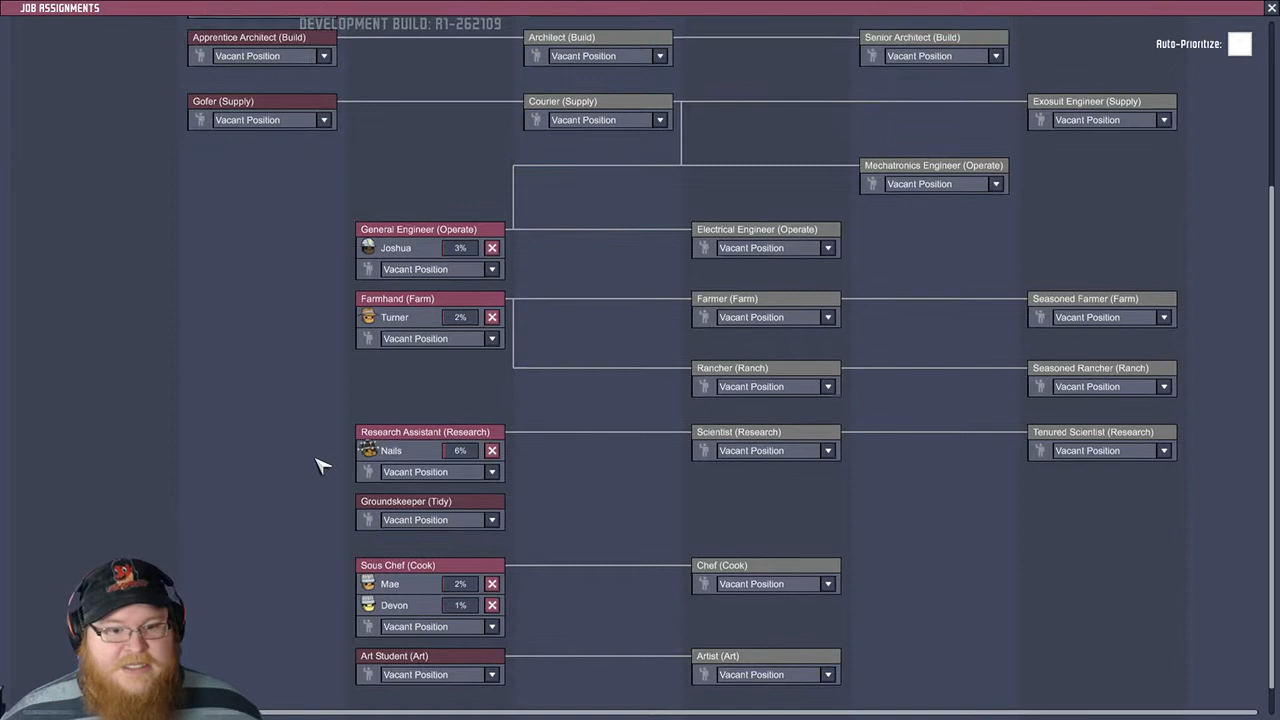 JOB ASSIGNMENTS
DEVELOPMENT BUILD: R1-262109
Auto-Prioritize:
Apprentice Architect (Build)
Vacant Position
Architect (Build)
Vacant Position
Senior Architect (Build)
Vacant Position
Gofer (Supply)
Vacant Position
Courier (Supply)
Vacant Position
Exosuit Engineer (Supply)
Vacant Position
Mechatronics Engineer (Operate)
Vacant Position
General Engineer (Operate)
Joshua 3%
Vacant Position
Electrical Engineer (Operate)
Vacant Position
Farmhand (Farm)
Turner 2%
Vacant Position
Farmer (Farm)
Vacant Position
Seasoned Farmer (Farm)
Vacant Position
Rancher (Ranch)
Vacant Position
Seasoned Rancher (Ranch)
Vacant Position
Research Assistant (Research)
Nails 6%
Vacant Position
Scientist (Research)
Vacant Position
Tenured Scientist (Research)
Vacant Position
Groundskeeper (Tidy)
Vacant Position
Sous Chef (Cook)
Mae 2%
Devon 1%
Vacant Position
Chef (Cook)
Vacant Position
Art Student (Art)
Vacant Position
Artist (Art)
Vacant Position